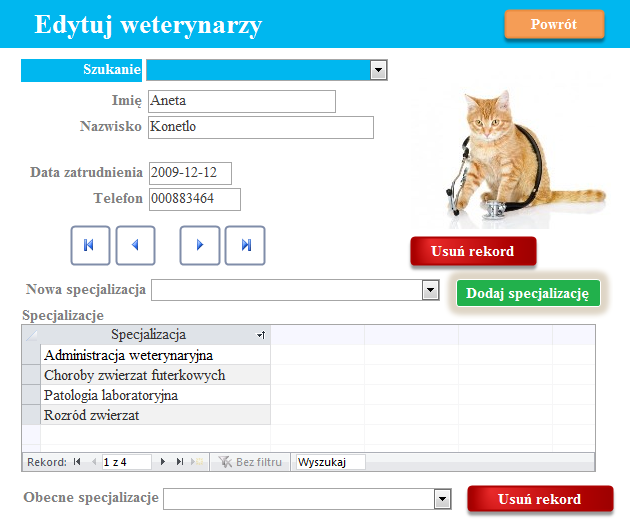 Edytuj weterynarzy
Powrót
Szukanie
Imię Aneta
Nazwisko Konetlo
Data zatrudnienia 2009-12-12
Telefon 000883464
Usuń rekord
Nowa specjalizacja
Dodaj specjalizację
Specjalizacje
Specjalizacja
Administracja weterynaryjna
Choroby zwierzat futerkowych
Patologia laboratoryjna
Rozród zwierzat
Rekord: 1 z 4 Bez filtru Wyszukaj
Obecne specjalizacje
Usuń rekord